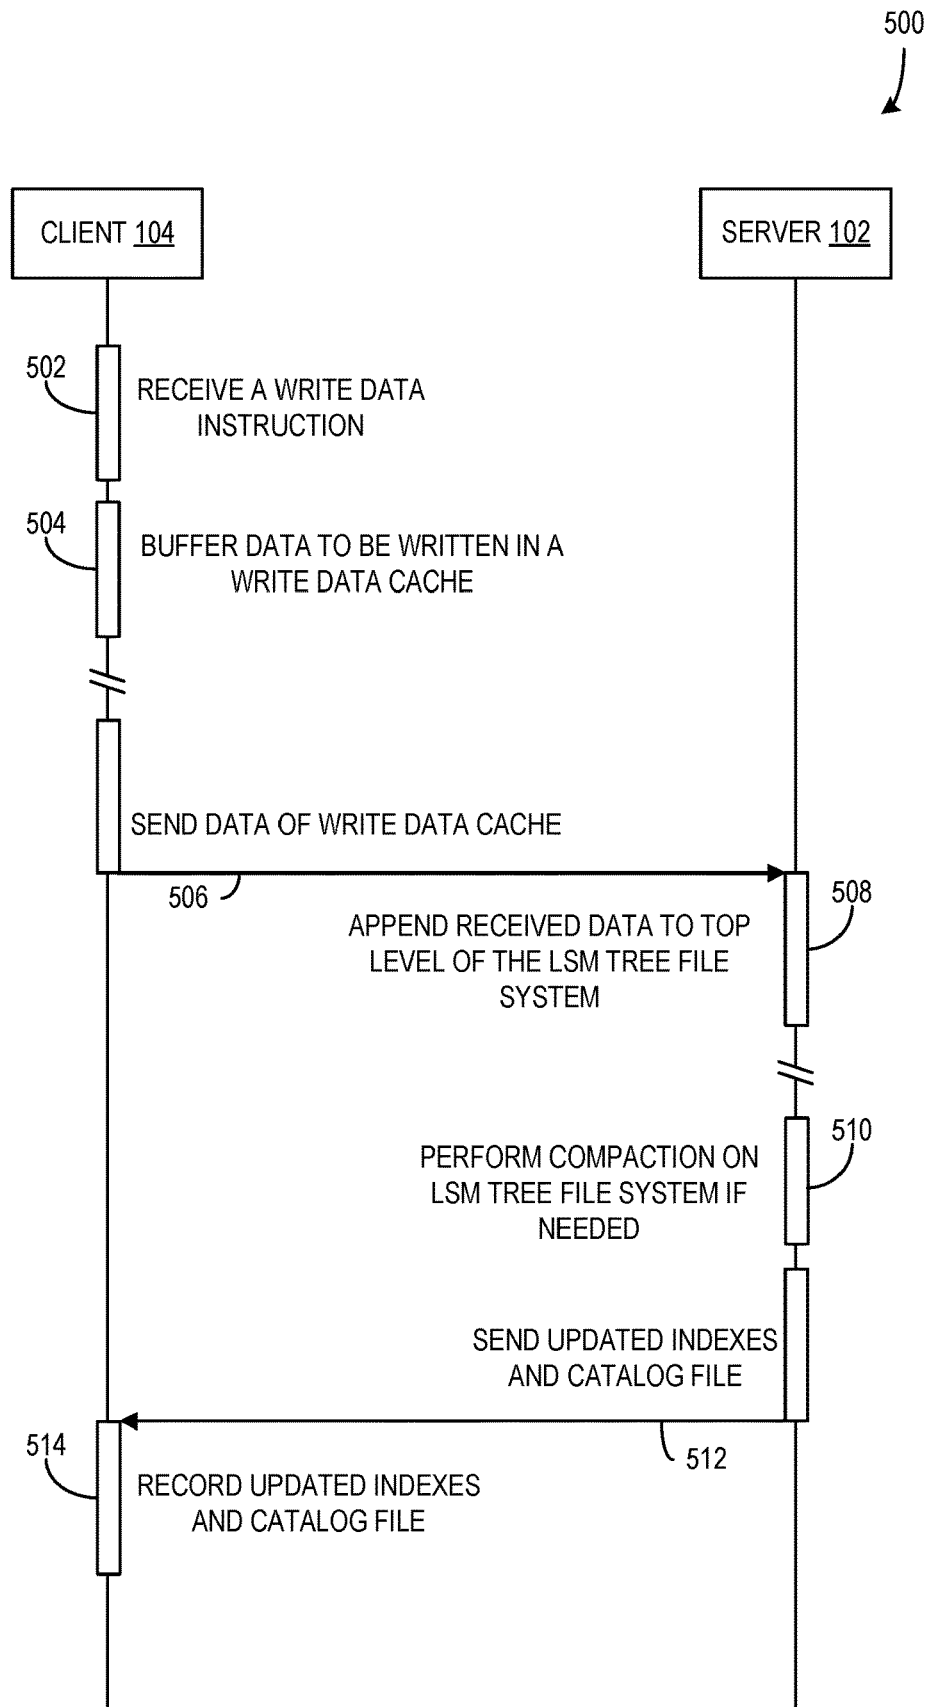 500
CLIENT 104
SERVER 102
502
RECEIVE A WRITE DATA
INSTRUCTION
504
BUFFER DATA TO BE WRITTEN IN A
WRITE DATA CACHE
SEND DATA OF WRITE DATA CACHE
506
508
APPEND RECEIVED DATA TO TOP
LEVEL OF THE LSM TREE FILE
SYSTEM
510
PERFORM COMPACTION ON
LSM TREE FILE SYSTEM IF
NEEDED
SEND UPDATED INDEXES
AND CATALOG FILE
512
514
RECORD UPDATED INDEXES
AND CATALOG FILE